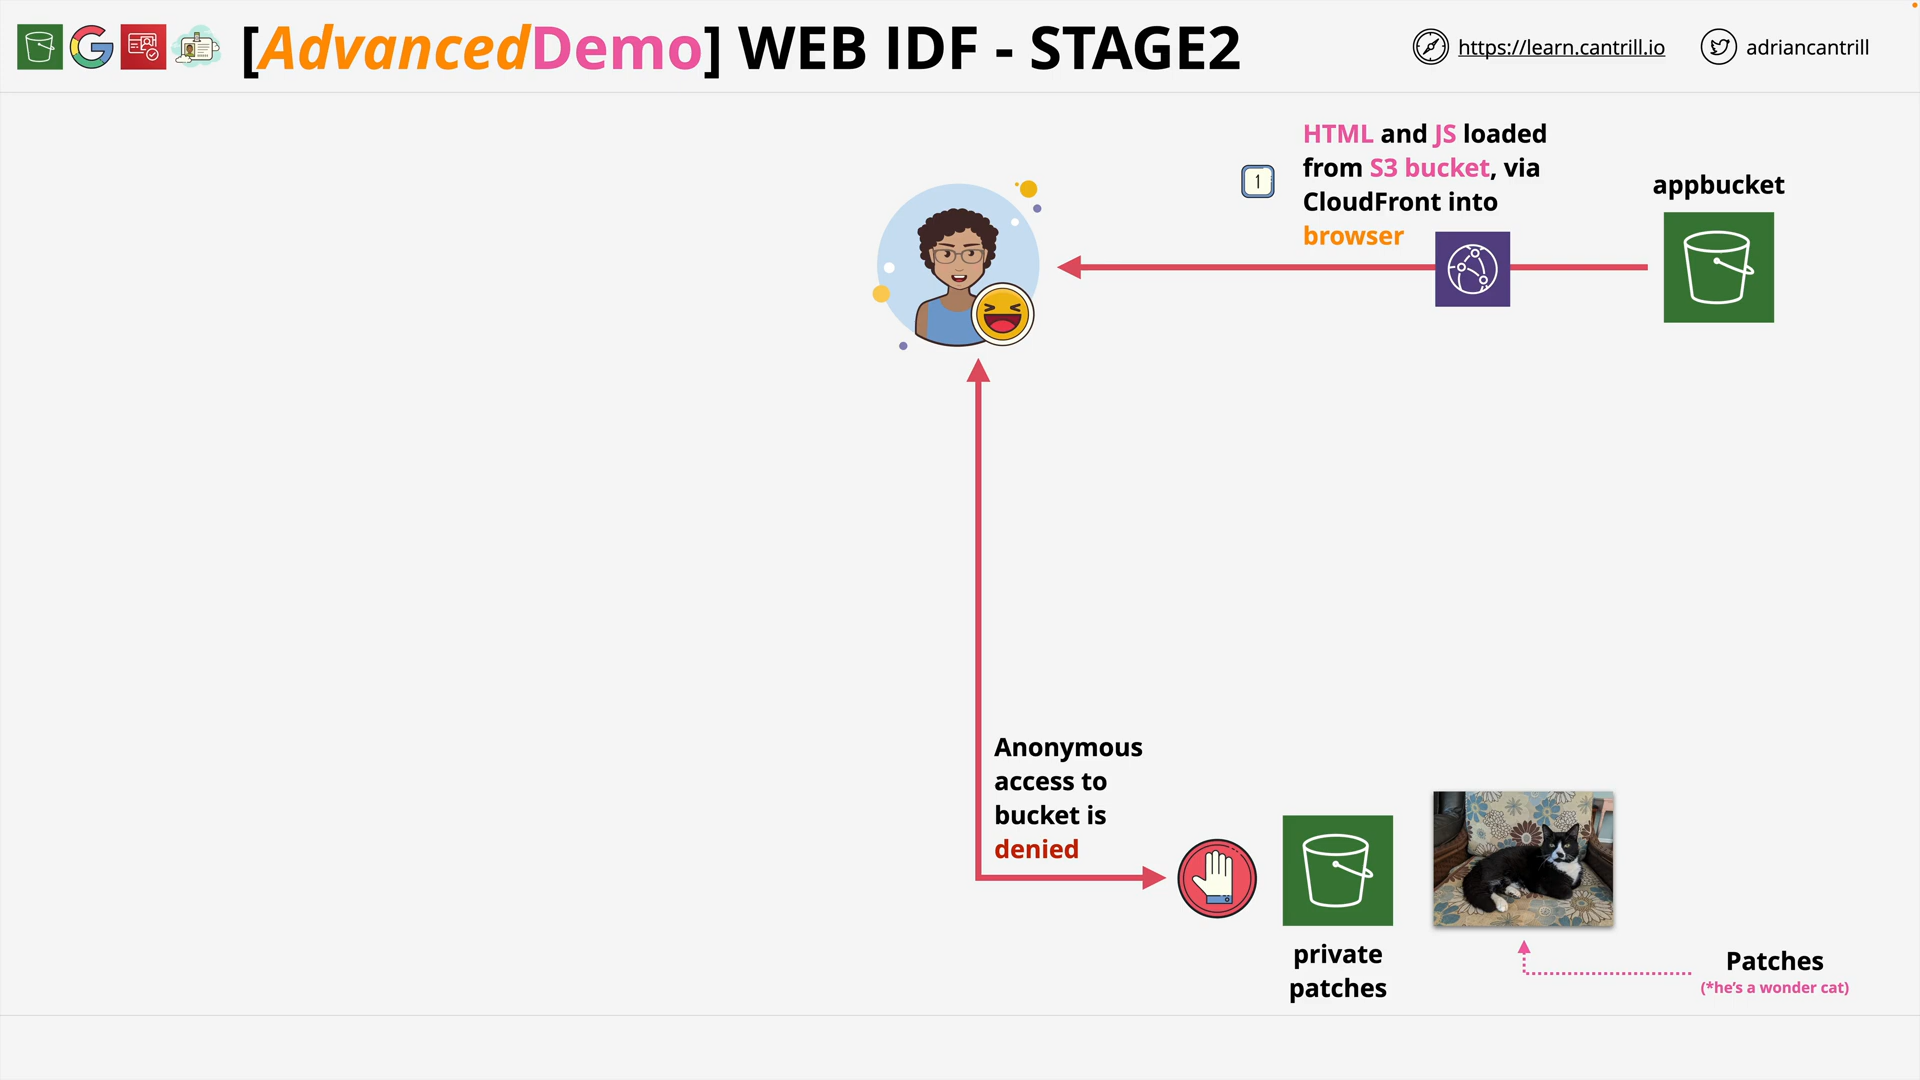 [AdvancedDemo] WEB IDF - STAGE2
https://learn.cantrill.io
adriancantrill
1
HTML and JS loaded
from S3 bucket, via
CloudFront into
browser
appbucket
Anonymous
access to
bucket is
denied
private
patches
Patches
(*he's a wonder cat)